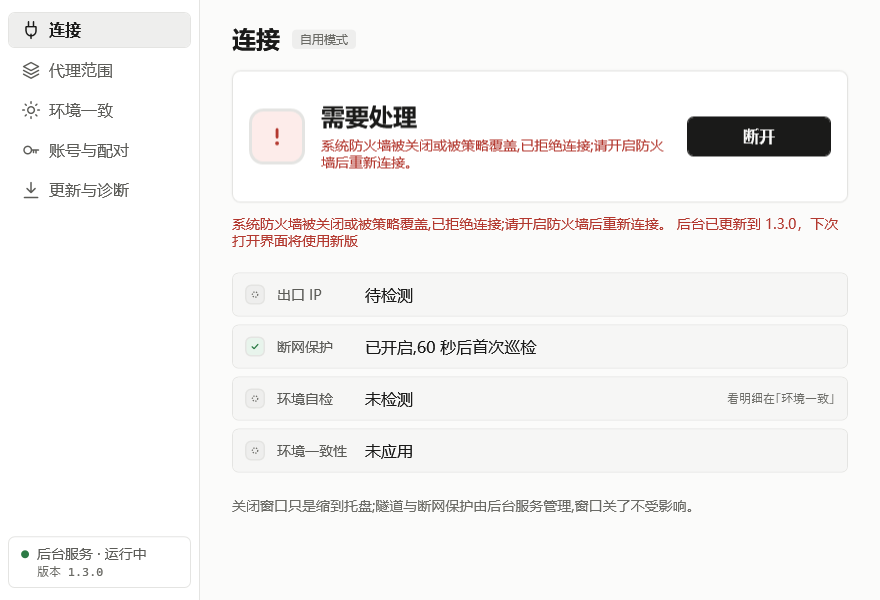 连接
代理范围
环境一致
账号与配对
更新与诊断
后台服务 · 运行中
版本 1.3.0
连接 自用模式
!
需要处理
系统防火墙被关闭或被策略覆盖,已拒绝连接;请开启防火
墙后重新连接。
断开
系统防火墙被关闭或被策略覆盖,已拒绝连接;请开启防火墙后重新连接。 后台已更新到 1.3.0，下次
打开界面将使用新版
出口 IP 待检测
断网保护 已开启,60 秒后首次巡检
环境自检 未检测 看明细在「环境一致」
环境一致性 未应用
关闭窗口只是缩到托盘;隧道与断网保护由后台服务管理,窗口关了不受影响。